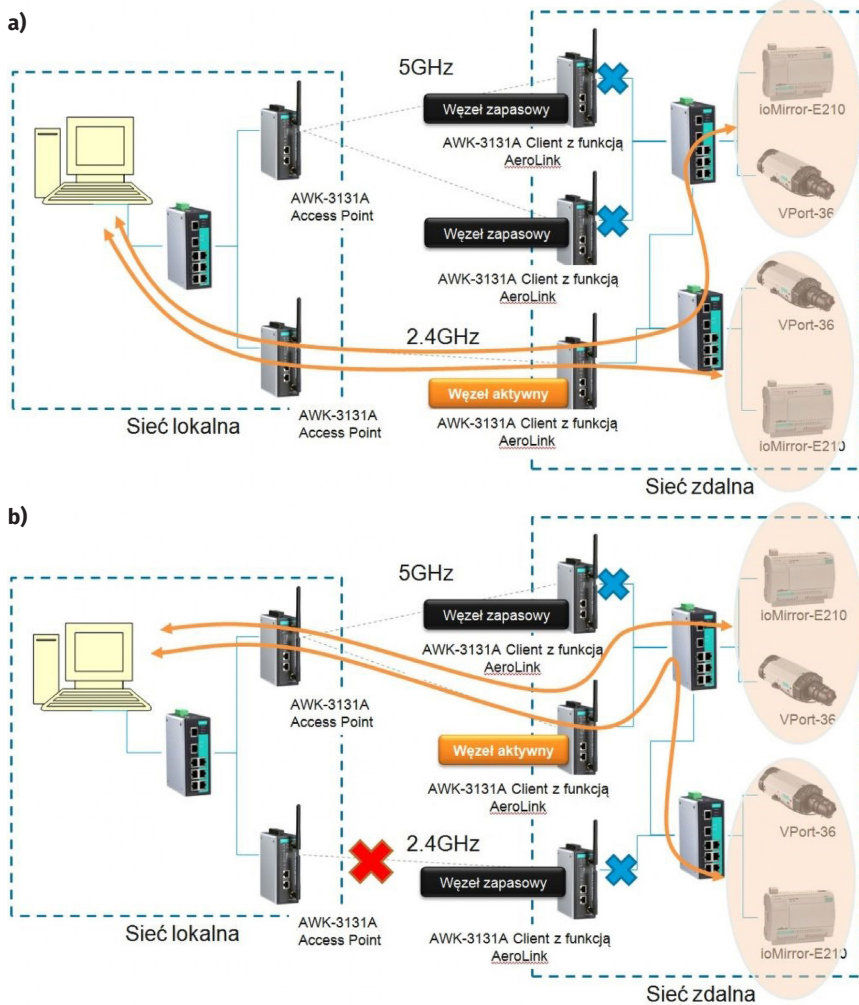 a)
5GHz
Węzeł zapasowy
AWK-3131A Client z funkcją
AeroLink
ioMirror-E210
AWK-3131A
Access Point
Węzeł zapasowy
VPort-36
AWK-3131A Client z funkcją
AeroLink
2.4GHz
VPort-36
Węzeł aktywny
AWK-3131A Client z funkcją
AeroLink
AWK-3131A
Access Point
Sieć lokalna
ioMirror-E210
Sieć zdalna
b)
5GHz
Węzeł zapasowy
AWK-3131A Client z funkcją
AeroLink
ioMirror-E210
AWK-3131A
Access Point
VPort-36
Węzeł aktywny
AWK-3131A Client z funkcją
AeroLink
2.4GHz
VPort-36
Węzeł zapasowy
AWK-3131A
Access Point
AWK-3131A Client z funkcją
AeroLink
Sieć lokalna
ioMirror-E210
Sieć zdalna